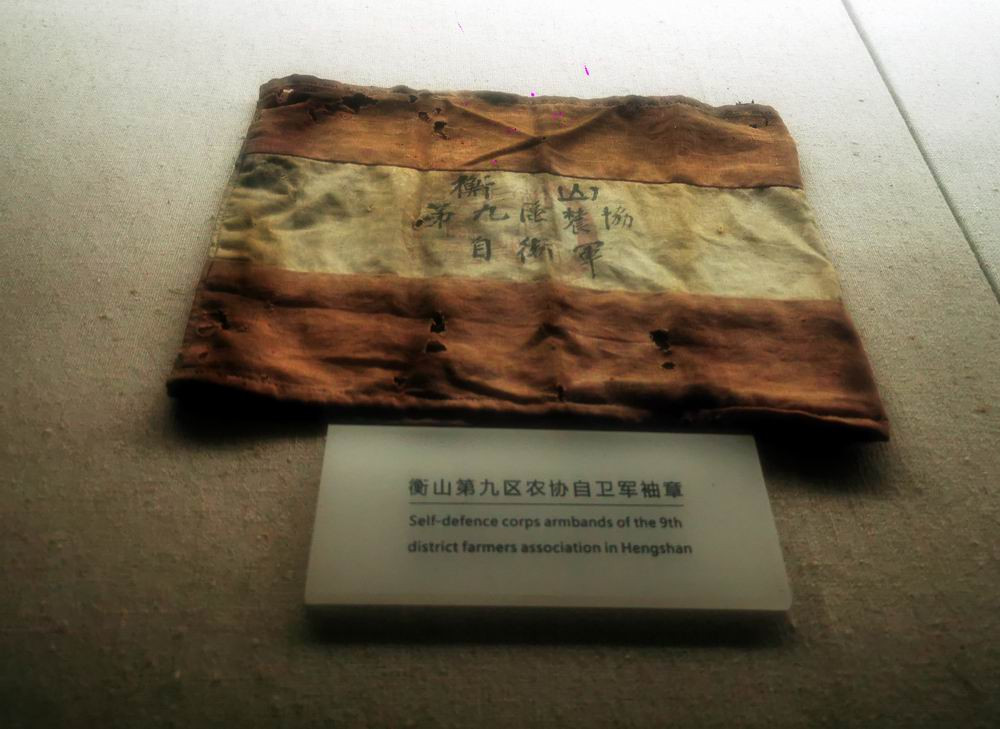 衡山
第九區農協
自衛軍
衡山第九区农协自卫军袖章
Self-defence corps armbands of the 9th
district farmers association in Hengshan